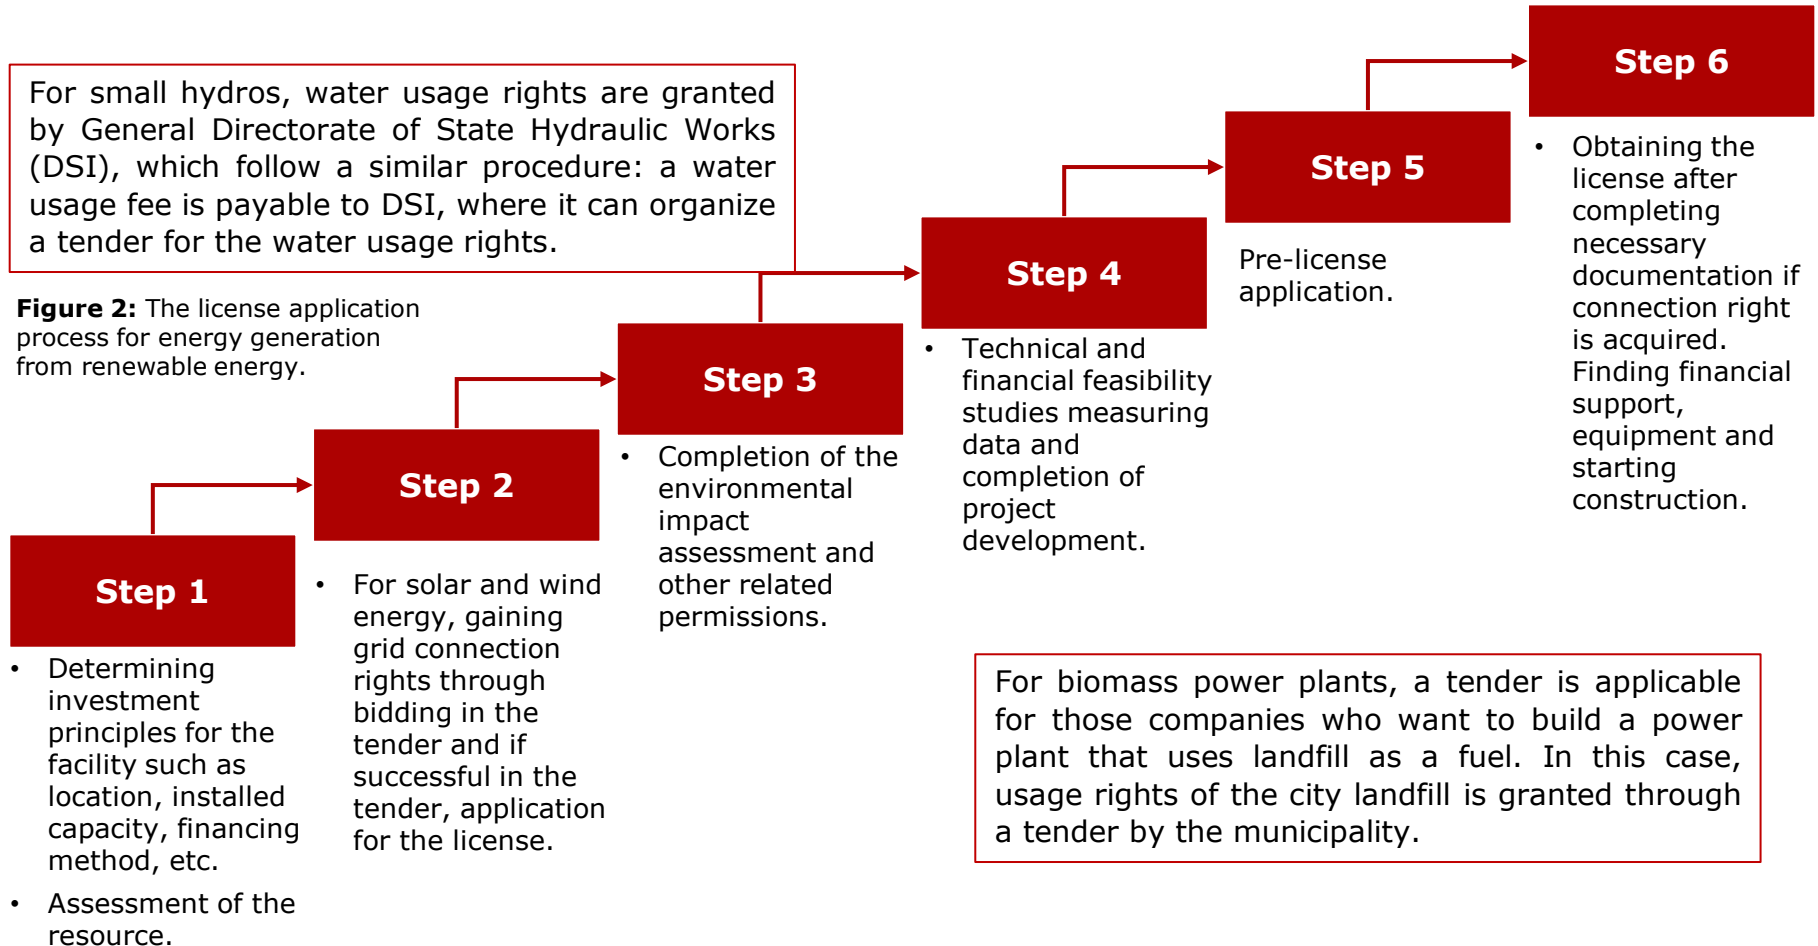 For small hydros, water usage rights are granted
by General Directorate of State Hydraulic Works
(DSI), which follow a similar procedure: a water
usage fee is payable to DSI, where it can organize
a tender for the water usage rights.
Figure 2: The license application
process for energy generation
from renewable energy.
Step 1
• Determining
investment
principles for the
facility such as
location, installed
capacity, financing
method, etc.
• Assessment of the
resource.
Step 2
• For solar and wind
energy, gaining
grid connection
rights through
bidding in the
tender and if
successful in the
tender, application
for the license.
Step 3
• Completion of the
environmental
impact
assessment and
other related
permissions.
Step 4
• Technical and
financial feasibility
studies measuring
data and
completion of
project
development.
Step 5
Pre-license
application.
Step 6
• Obtaining the
license after
completing
necessary
documentation if
connection right
is acquired.
Finding financial
support,
equipment and
starting
construction.
For biomass power plants, a tender is applicable
for those companies who want to build a power
plant that uses landfill as a fuel. In this case,
usage rights of the city landfill is granted through
a tender by the municipality.